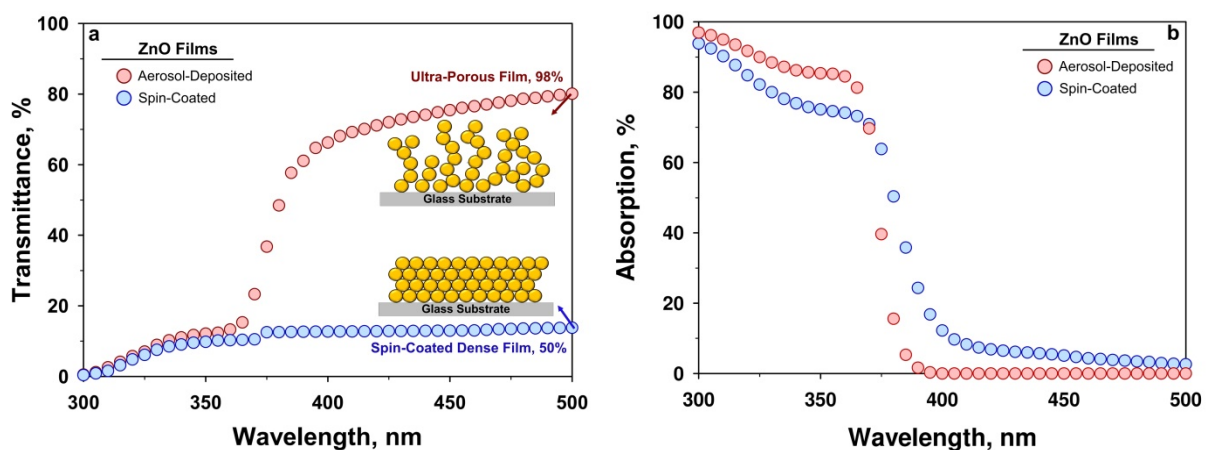 a
ZnO Films
Aerosol-Deposited
Spin-Coated
Ultra-Porous Film, 98%
Glass Substrate
Glass Substrate
Spin-Coated Dense Film, 50%
100
80
60
40
20
0
300
350
400
450
500
Transmittance, %
Wavelength, nm
b
ZnO Films
Aerosol-Deposited
Spin-Coated
100
80
60
40
20
0
300
350
400
450
500
Absorption, %
Wavelength, nm